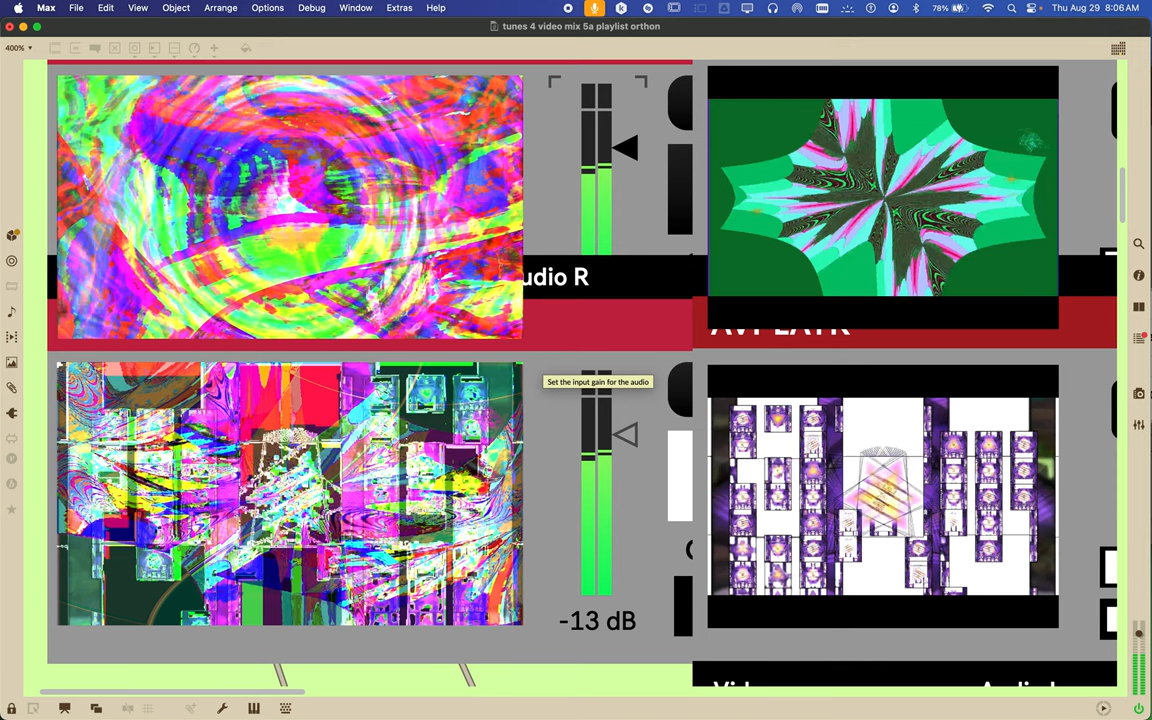 Max File Edit View Object Arrange Options Debug Window Extras Help 78% Thu Aug 29 8:06 AM
tunes 4 video mix 5a playlist orthon
400%
udio R
Set the input gain for the audio
-13 dB